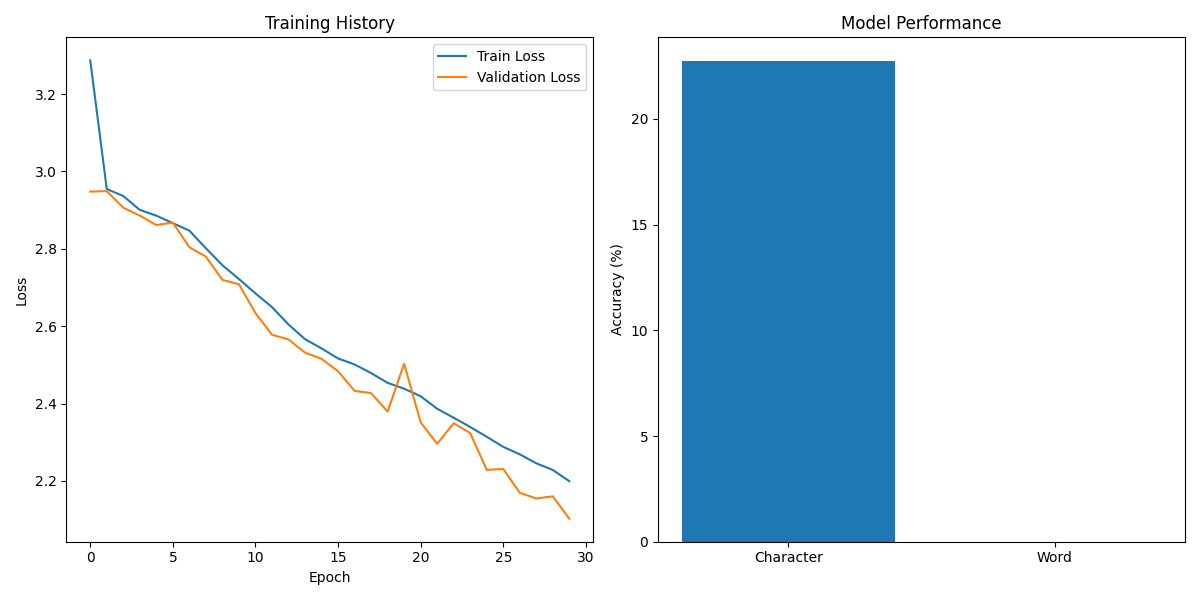 Training History
Train Loss
Validation Loss
Loss
3.2
3.0
2.8
2.6
2.4
2.2
0 5 10 15 20 25 30
Epoch
Model Performance
Accuracy (%)
20
15
10
5
0
Character Word